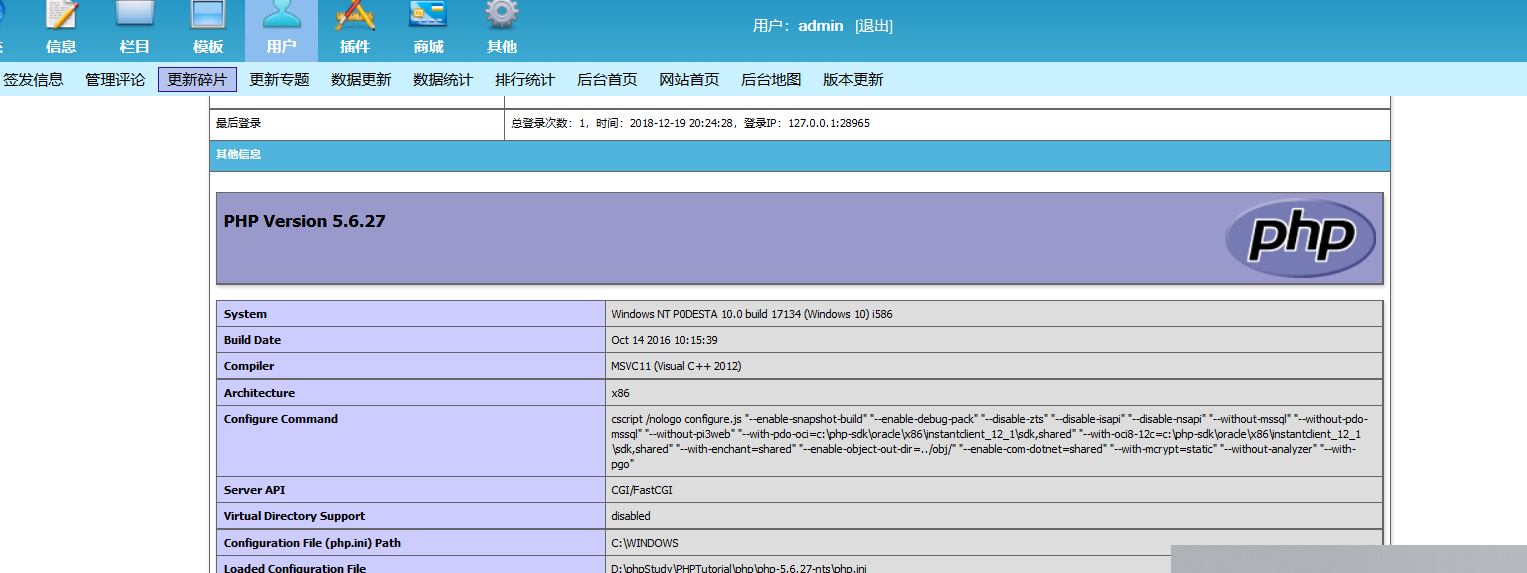 信息 栏目 模板 用户 插件 商城 其他
用户：admin [退出]
签发信息 管理评论 更新碎片 更新专题 数据更新 数据统计 排行统计 后台首页 网站首页 后台地图 版本更新
最后登录 总登录次数：1，时间：2018-12-19 20:24:28，登录IP：127.0.0.1:28965
其他信息
PHP Version 5.6.27
php
System Windows NT P0DESTA 10.0 build 17134 (Windows 10) i586
Build Date Oct 14 2016 10:15:39
Compiler MSVC11 (Visual C++ 2012)
Architecture x86
Configure Command cscript /nologo configure.js "--enable-snapshot-build" "--enable-debug-pack" "--disable-zts" "--disable-isapi" "--disable-nsapi" "--without-mssql" "--without-pdo-
mssql" "--without-pi3web" "--with-pdo-oci=c:\php-sdk\oracle\x86\instantclient_12_1\sdk,shared" "--with-oci8-12c=c:\php-sdk\oracle\x86\instantclient_12_1
\sdk,shared" "--with-enchant=shared" "--enable-object-out-dir=../obj/" "--enable-com-dotnet=shared" "--with-mcrypt=static" "--without-analyzer" "--with-
pgo"
Server API CGI/FastCGI
Virtual Directory Support disabled
Configuration File (php.ini) Path C:\WINDOWS
Loaded Configuration File D:\phpStudy\PHPTutorial\php\php-5.6.27-nts\php.ini